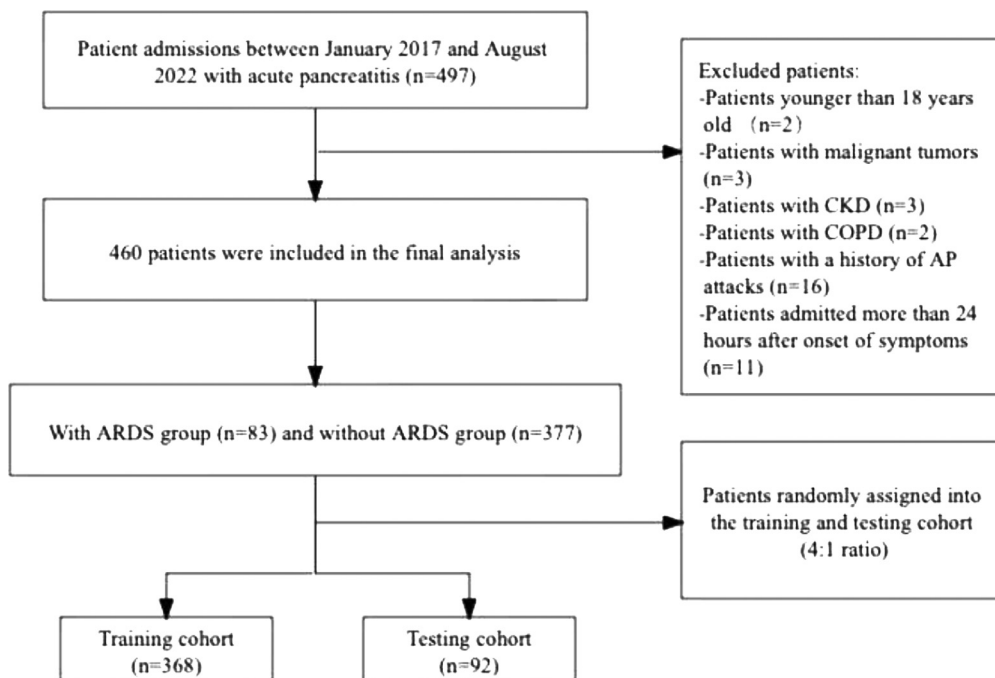 Patient admissions between January 2017 and August
2022 with acute pancreatitis (n=497)
Excluded patients:
-Patients younger than 18 years
old （n=2）
-Patients with malignant tumors
(n=3)
-Patients with CKD (n=3)
-Patients with COPD (n=2)
-Patients with a history of AP
attacks (n=16)
-Patients admitted more than 24
hours after onset of symptoms
(n=11)
460 patients were included in the final analysis
With ARDS group (n=83) and without ARDS group (n=377)
Patients randomly assigned into
the training and testing cohort
(4:1 ratio)
Training cohort
(n=368)
Testing cohort
(n=92)